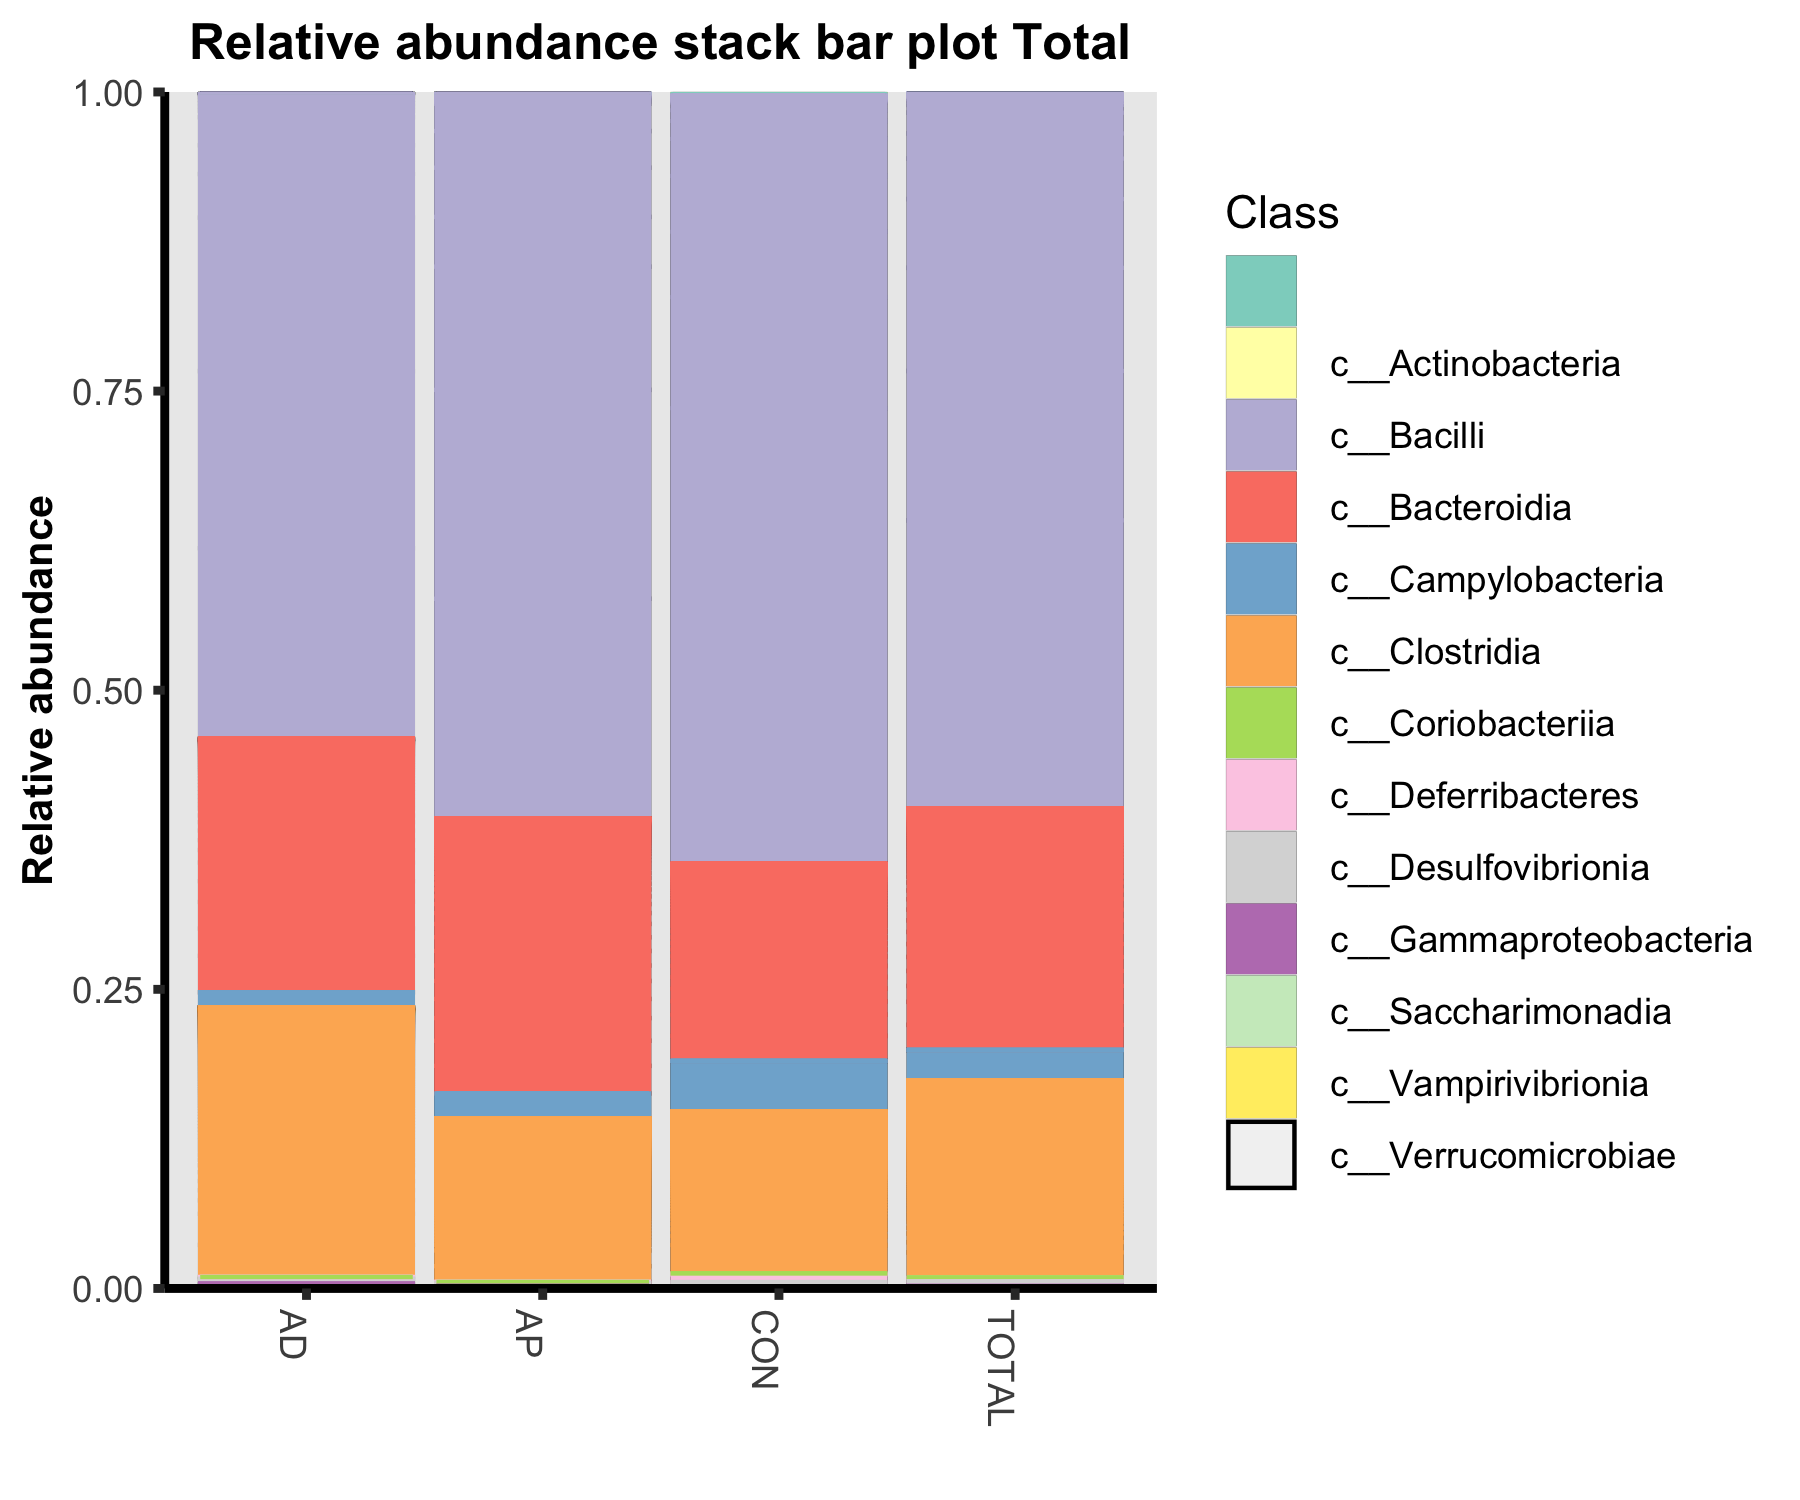 Relative abundance stack bar plot Total
Relative abundance
1.00
0.75
0.50
0.25
0.00
AD
AP
CON
TOTAL
Class
c__Actinobacteria
c__Bacilli
c__Bacteroidia
c__Campylobacteria
c__Clostridia
c__Coriobacteriia
c__Deferribacteres
c__Desulfovibrionia
c__Gammaproteobacteria
c__Saccharimonadia
c__Vampirivibrionia
c__Verrucomicrobiae